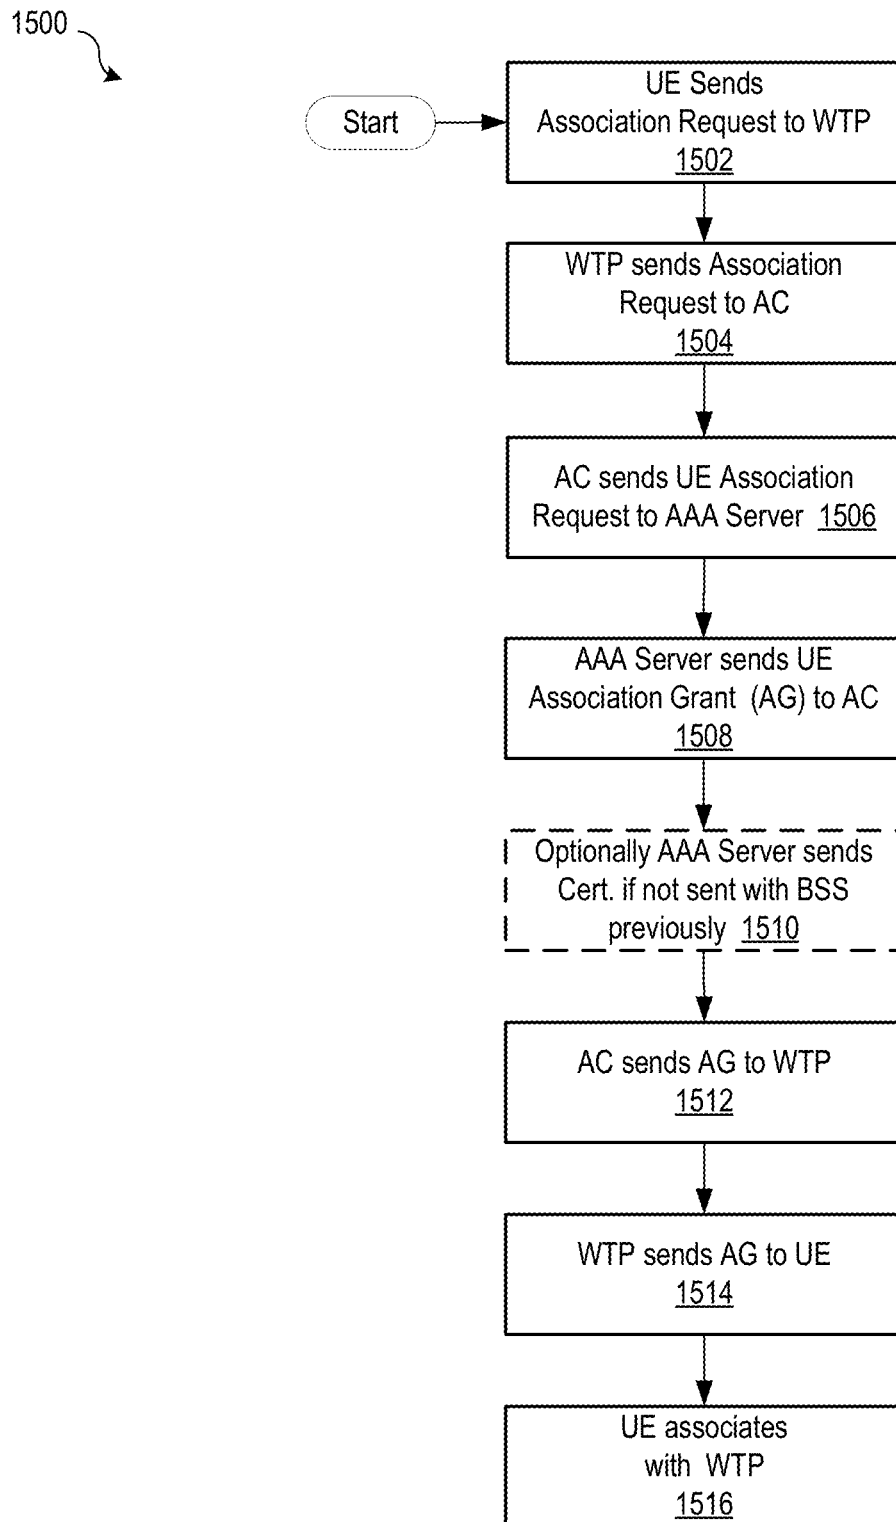 1500
Start
UE Sends
Association Request to WTP
1502
WTP sends Association
Request to AC
1504
AC sends UE Association
Request to AAA Server 1506
AAA Server sends UE
Association Grant (AG) to AC
1508
Optionally AAA Server sends
Cert. if not sent with BSS
previously 1510
AC sends AG to WTP
1512
WTP sends AG to UE
1514
UE associates
with WTP
1516